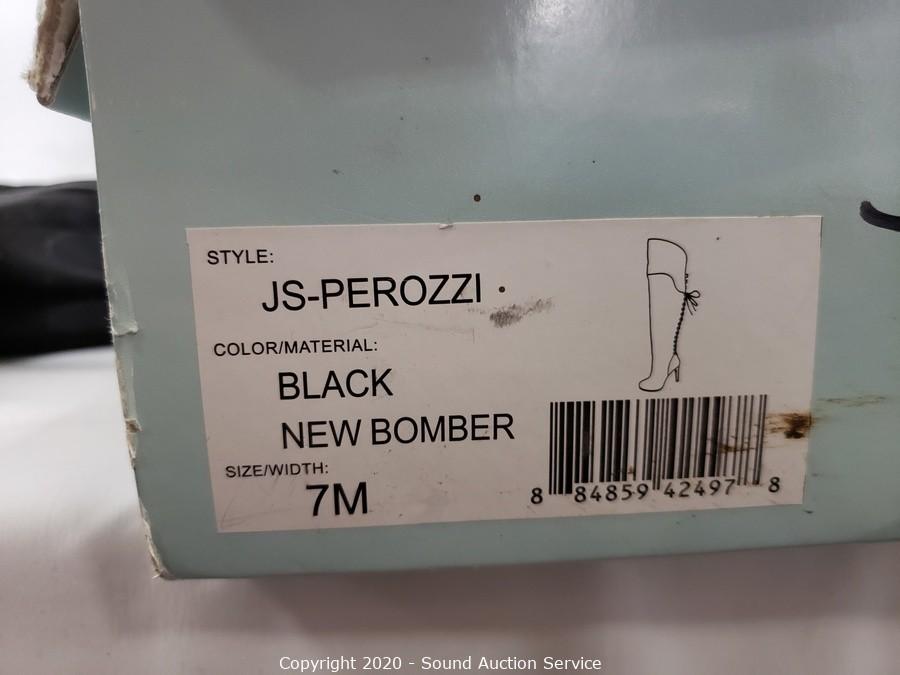 STYLE:
JS-PEROZZI
COLOR/MATERIAL:
BLACK
NEW BOMBER
SIZE/WIDTH:
7M
8 84859 42497 8
Copyright 2020 - Sound Auction Service